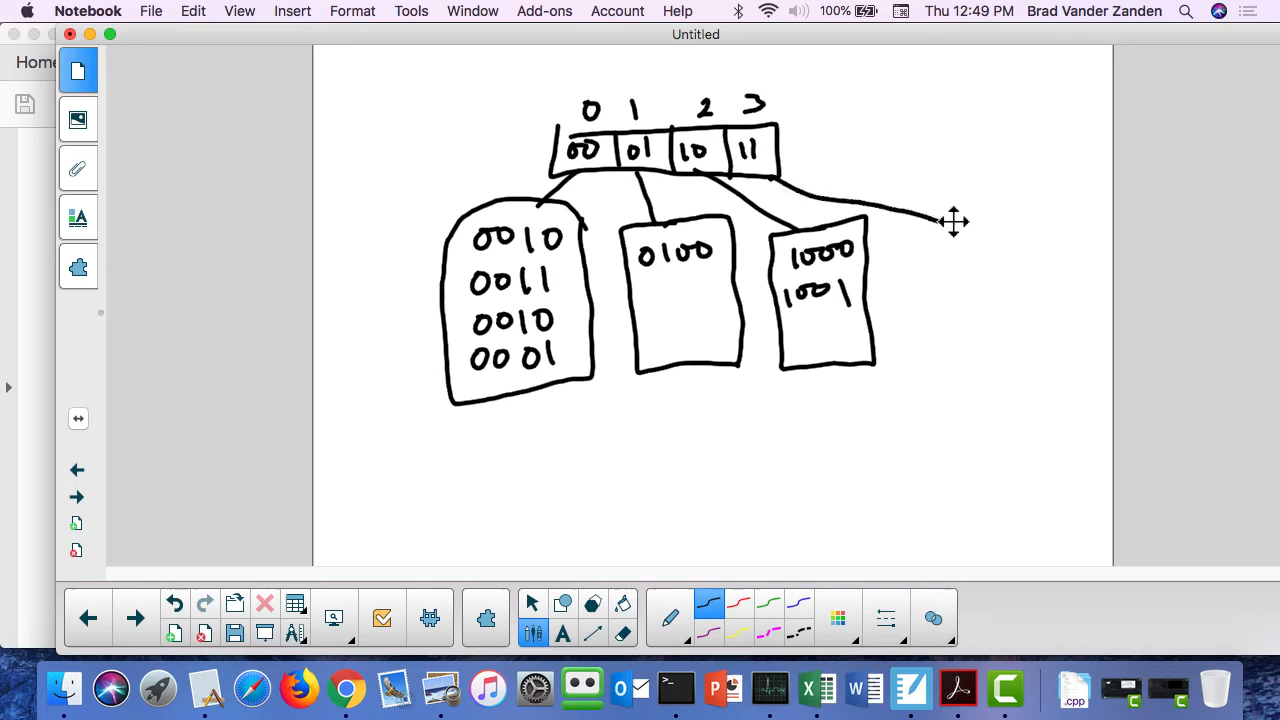 Notebook File Edit View Insert Format Tools Window Add-ons Account Help 100% Thu 12:49 PM Brad Vander Zanden
Untitled
Home
0 1 2 3
00 01 10 11
0010
0011
0010
0001
0100
1000
1001
A
A
A
>_
P
X
W
C
.cpp
C
C